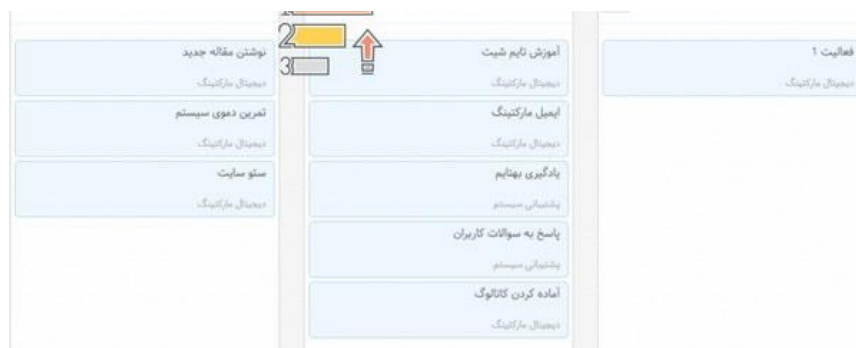 فعالیت 1
دیجیتال مارکتینگ
آموزش تایم شیت
دیجیتال مارکتینگ
ایمیل مارکتینگ
دیجیتال مارکتینگ
یادگیری بهتایم
پشتیبانی سیستم
پاسخ به سوالات کاربران
پشتیبانی سیستم
آماده کردن کاتالوگ
دیجیتال مارکتینگ
نوشتن مقاله جدید
دیجیتال مارکتینگ
تمرین دموی سیستم
دیجیتال مارکتینگ
سئو سایت
دیجیتال مارکتینگ
2
3